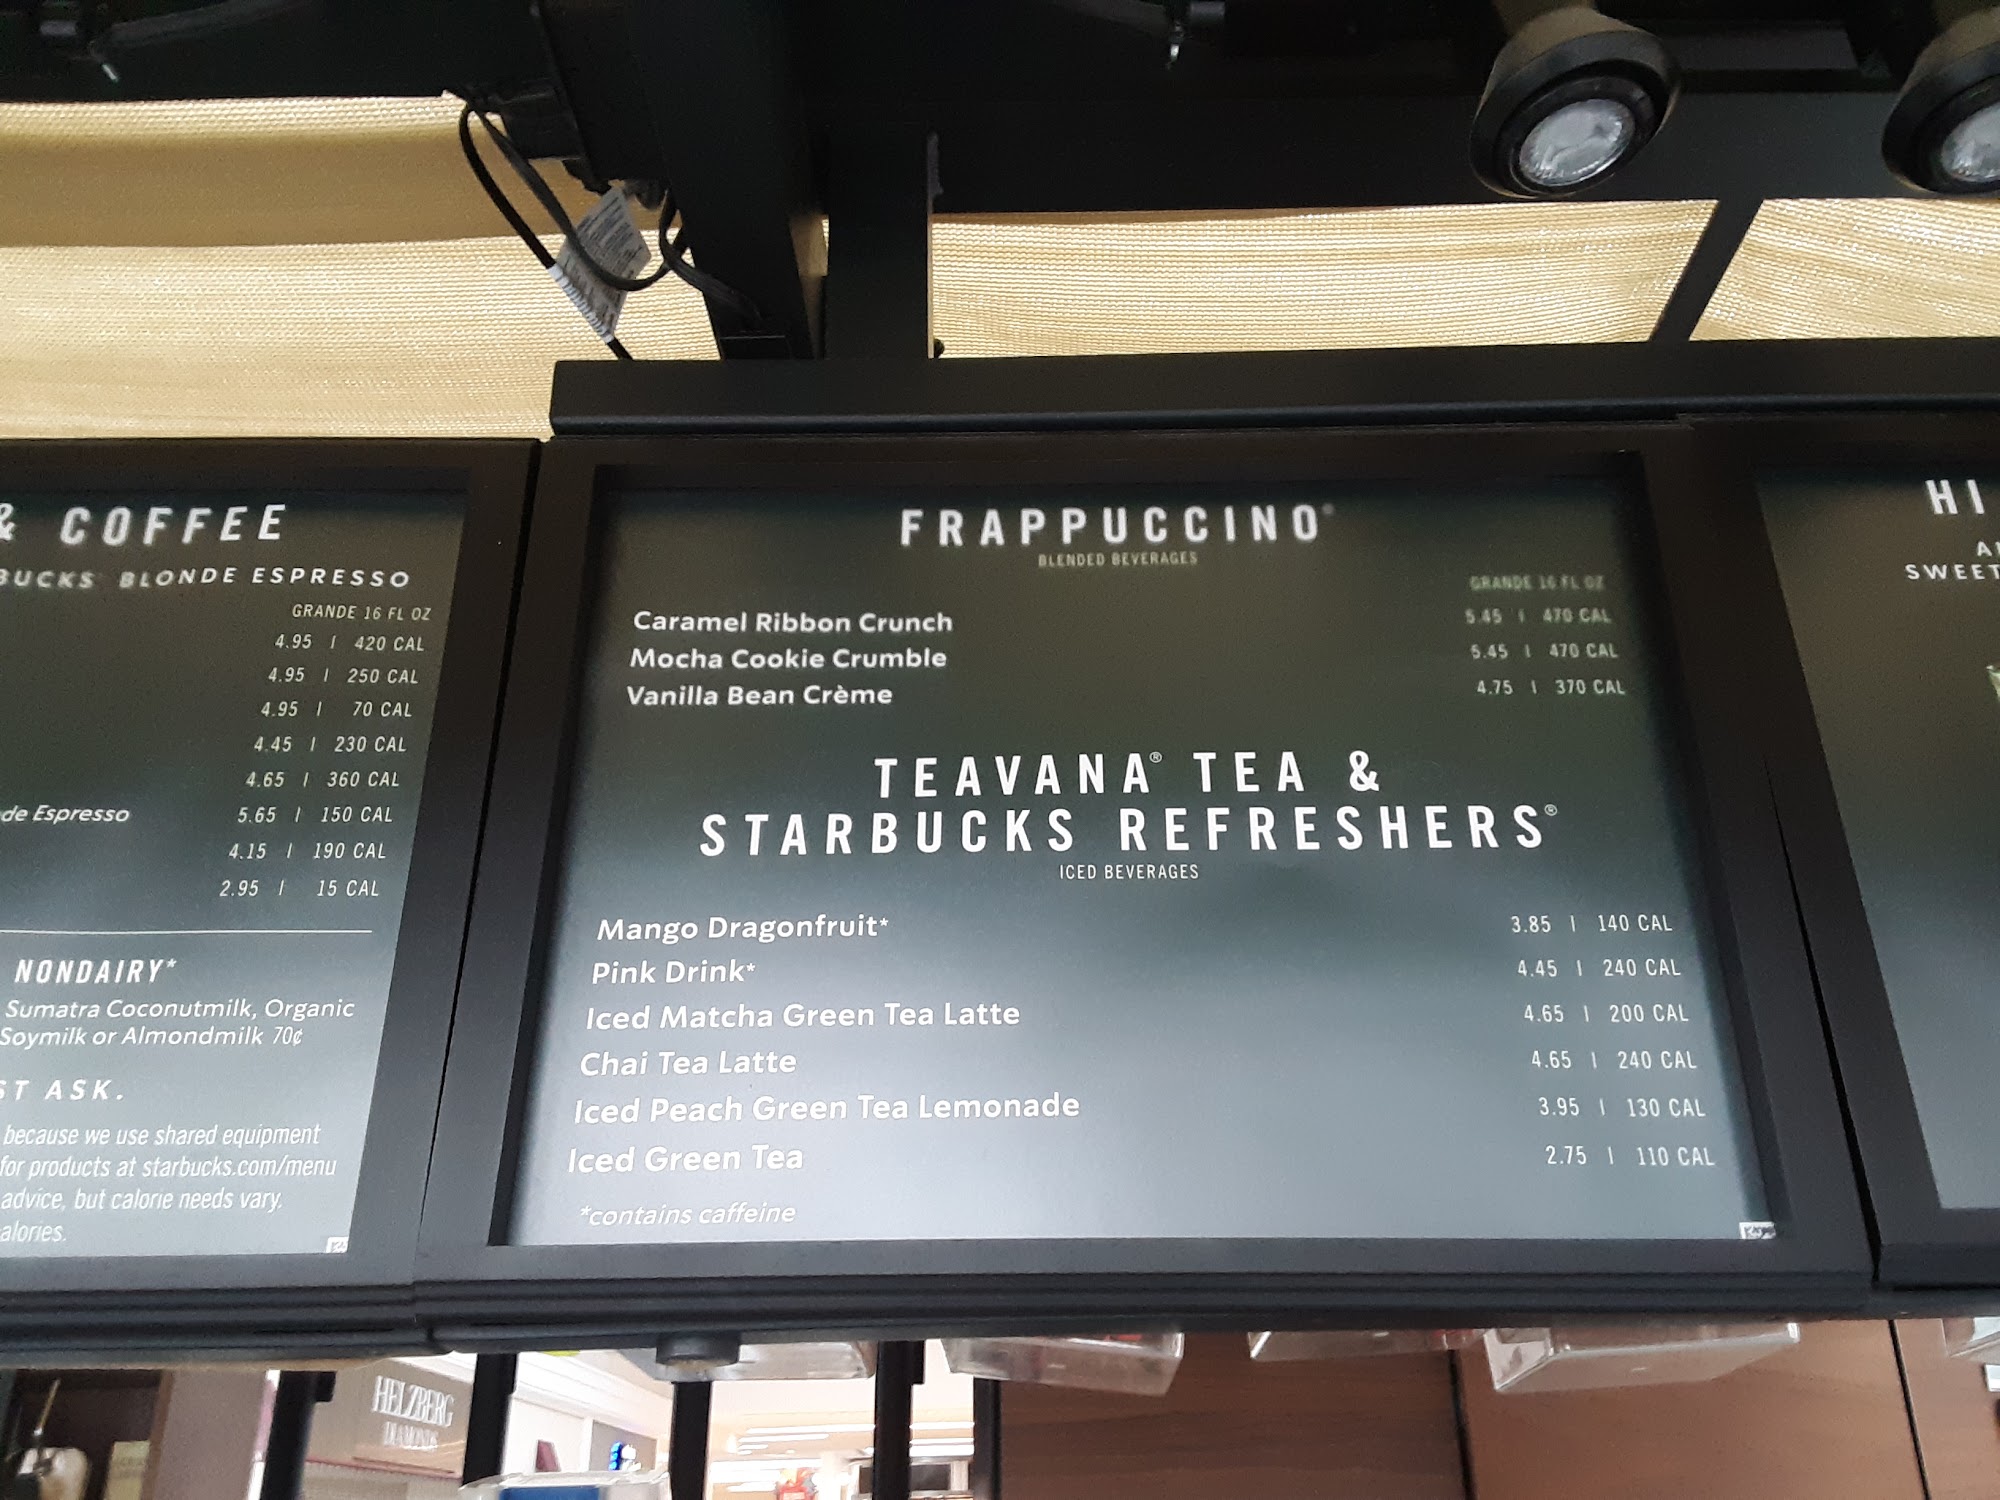 & COFFEE
BUCKS BLONDE ESPRESSO
GRANDE 16 FL OZ
4.95 | 420 CAL
4.95 | 250 CAL
4.95 | 70 CAL
4.45 | 230 CAL
4.65 | 360 CAL
de Espresso 5.65 | 150 CAL
4.15 | 190 CAL
2.95 | 15 CAL
NONDAIRY*
Sumatra Coconutmilk, Organic
Soymilk or Almondmilk 70¢
ST ASK.
because we use shared equipment
for products at starbucks.com/menu
advice, but calorie needs vary.
alories.
FRAPPUCCINO®
BLENDED BEVERAGES
GRANDE 16 FL OZ
Caramel Ribbon Crunch 5.45 | 470 CAL
Mocha Cookie Crumble 5.45 | 470 CAL
Vanilla Bean Crème 4.75 | 370 CAL
TEAVANA® TEA &
STARBUCKS REFRESHERS®
ICED BEVERAGES
Mango Dragonfruit* 3.85 | 140 CAL
Pink Drink* 4.45 | 240 CAL
Iced Matcha Green Tea Latte 4.65 | 200 CAL
Chai Tea Latte 4.65 | 240 CAL
Iced Peach Green Tea Lemonade 3.95 | 130 CAL
Iced Green Tea 2.75 | 110 CAL
*contains caffeine
HI
SWEET
HELZBERG
DIAMONDS